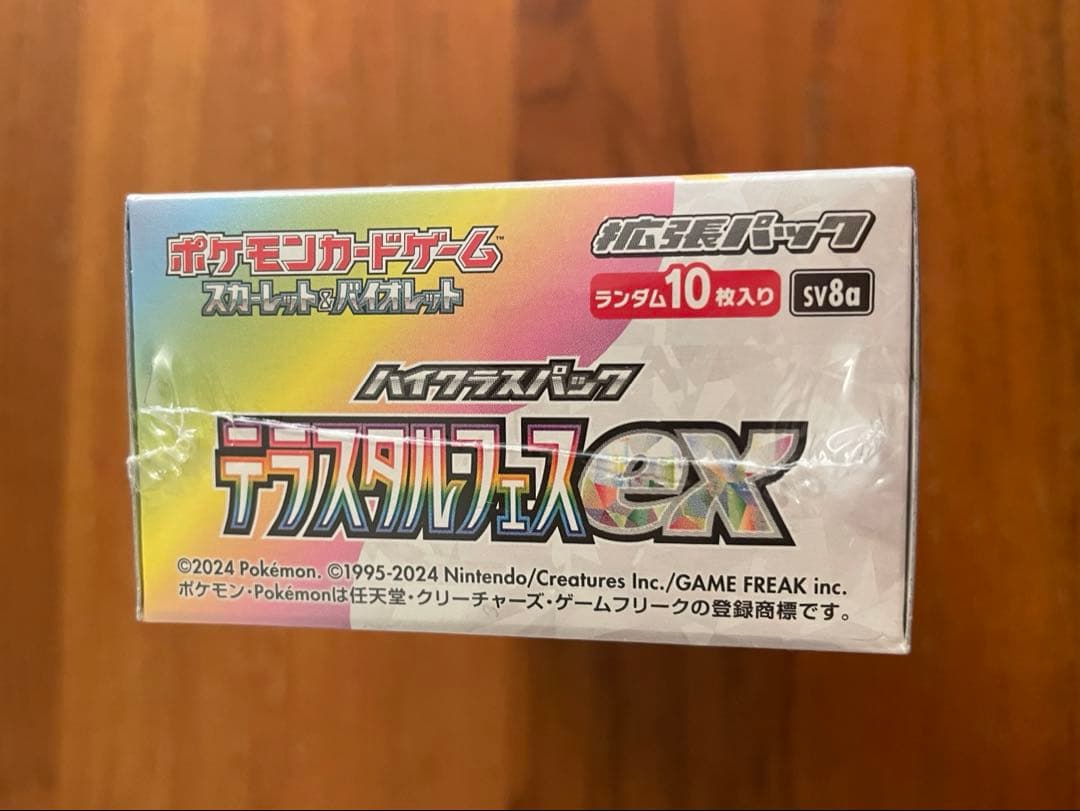 ポケモンカードゲーム™
スカーレット&バイオレット
拡張パック
ランダム10枚入り SV8a
ハイクラスパック
テラスタルフェスex
©2024 Pokémon. ©1995-2024 Nintendo/Creatures Inc./GAME FREAK inc.
ポケモン・Pokémonは任天堂・クリーチャーズ・ゲームフリークの登録商標です。